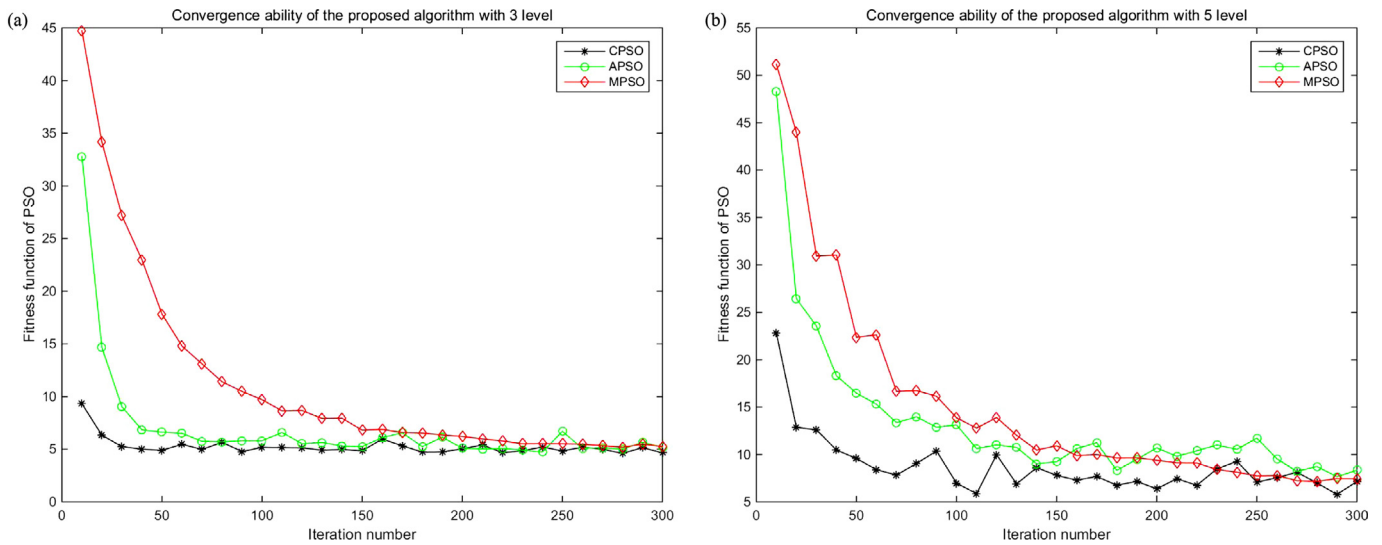 (a)
Convergence ability of the proposed algorithm with 3 level
45
40
35
30
25
20
15
10
5
0
Fitness function of PSO
CPSO
APSO
MPSO
0 50 100 150 200 250 300
Iteration number
(b)
Convergence ability of the proposed algorithm with 5 level
55
50
45
40
35
30
25
20
15
10
5
Fitness function of PSO
CPSO
APSO
MPSO
0 50 100 150 200 250 300
Iteration number